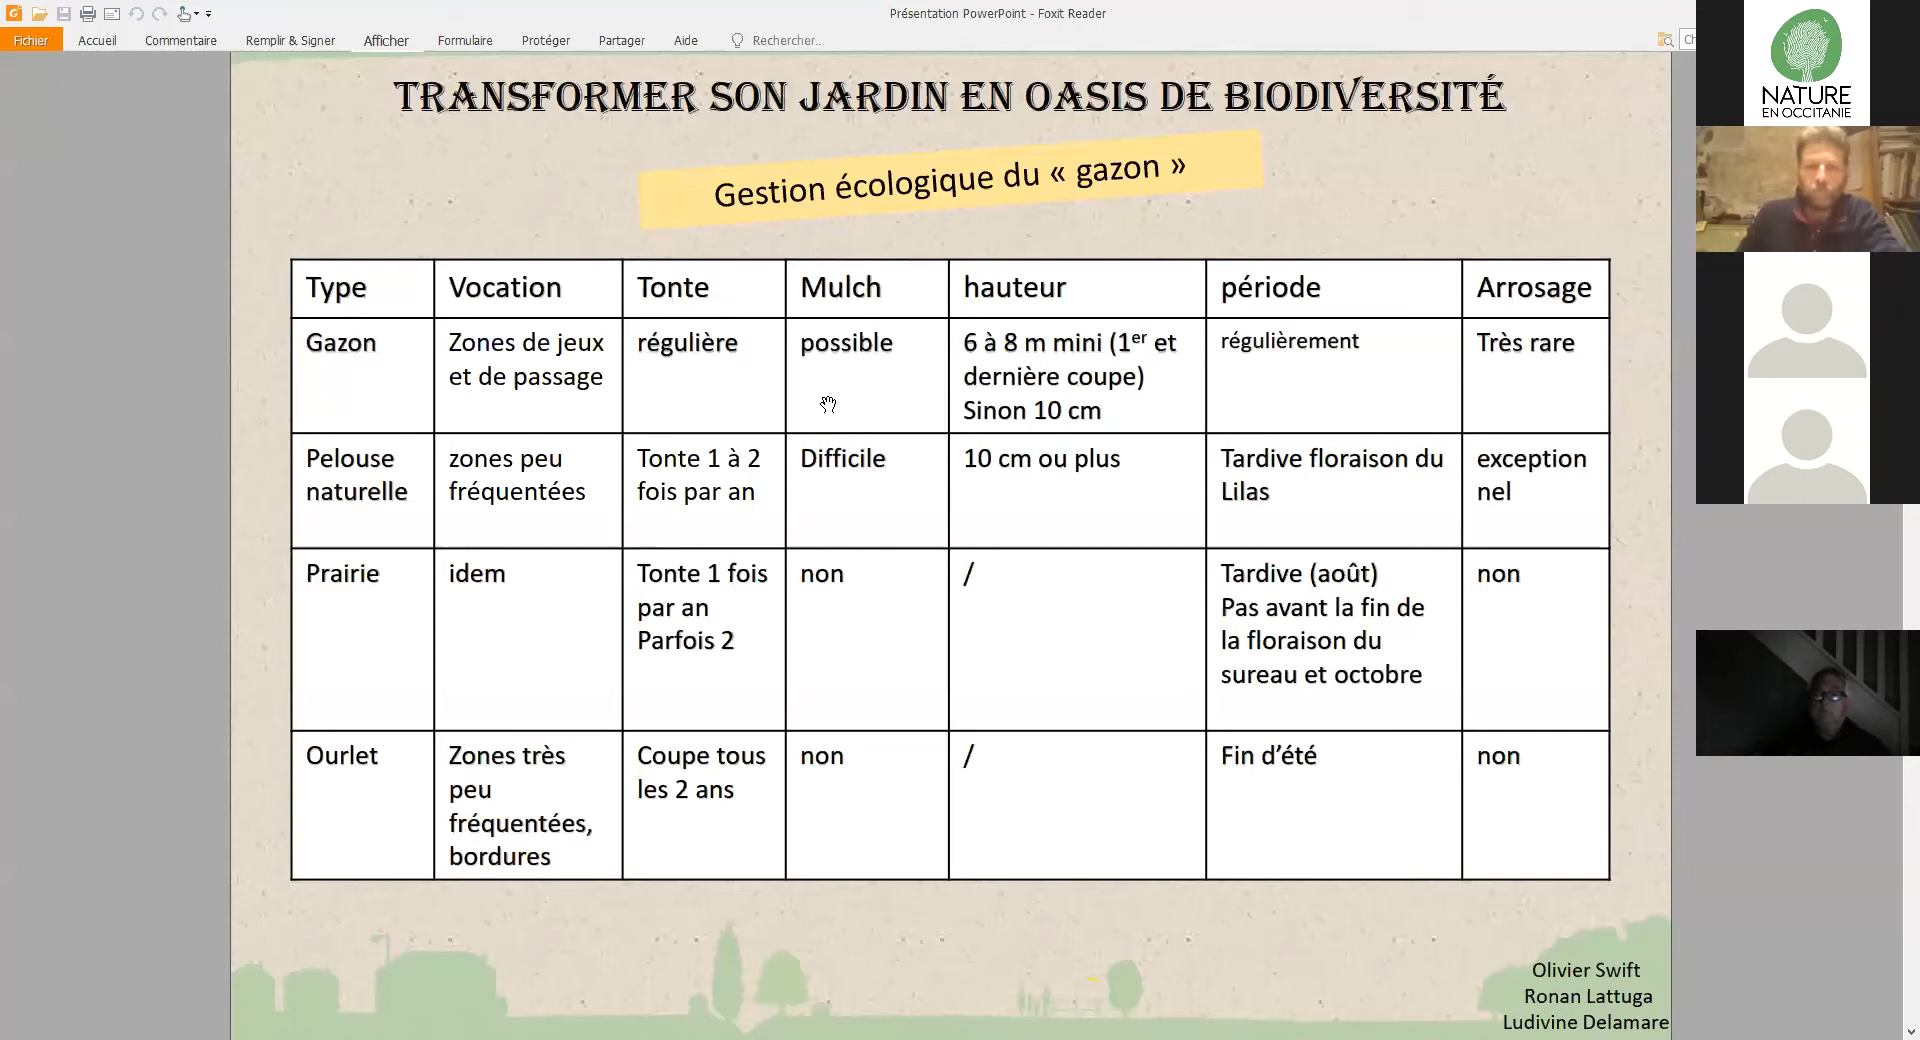 Présentation PowerPoint - Foxit Reader
Fichier Accueil Commentaire Remplir & Signer Afficher Formulaire Protéger Partager Aide Rechercher...
NATURE
EN OCCITANIE
TRANSFORMER SON JARDIN EN OASIS DE BIODIVERSITÉ
Gestion écologique du « gazon »
Type Vocation Tonte Mulch hauteur période Arrosage
Gazon Zones de jeux régulière possible 6 à 8 m mini (1er et régulièrement Très rare
et de passage dernière coupe)
Sinon 10 cm
Pelouse zones peu Tonte 1 à 2 Difficile 10 cm ou plus Tardive floraison du exception
naturelle fréquentées fois par an Lilas nel
Prairie idem Tonte 1 fois non / Tardive (août) non
par an Pas avant la fin de
Parfois 2 la floraison du
sureau et octobre
Ourlet Zones très Coupe tous non / Fin d’été non
peu les 2 ans
fréquentées,
bordures
Olivier Swift
Ronan Lattuga
Ludivine Delamare